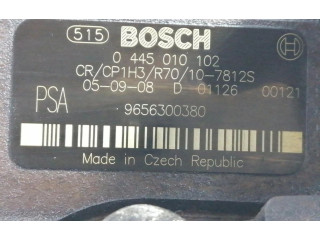 515 BOSCH
0 445 010 102
CR/CP1H3/R70/10-7812S
05-09-08 D 01126 00121
PSA 9656300380
Made in Czech Republic